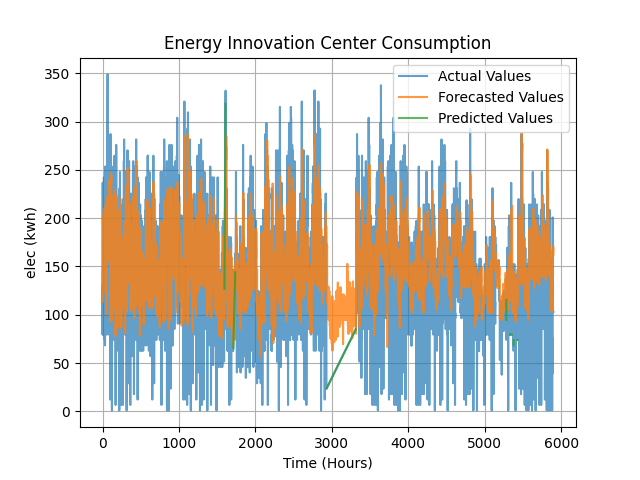 Energy Innovation Center Consumption
Actual Values
Forecasted Values
Predicted Values
elec (kwh)
350
300
250
200
150
100
50
0
0 1000 2000 3000 4000 5000 6000
Time (Hours)